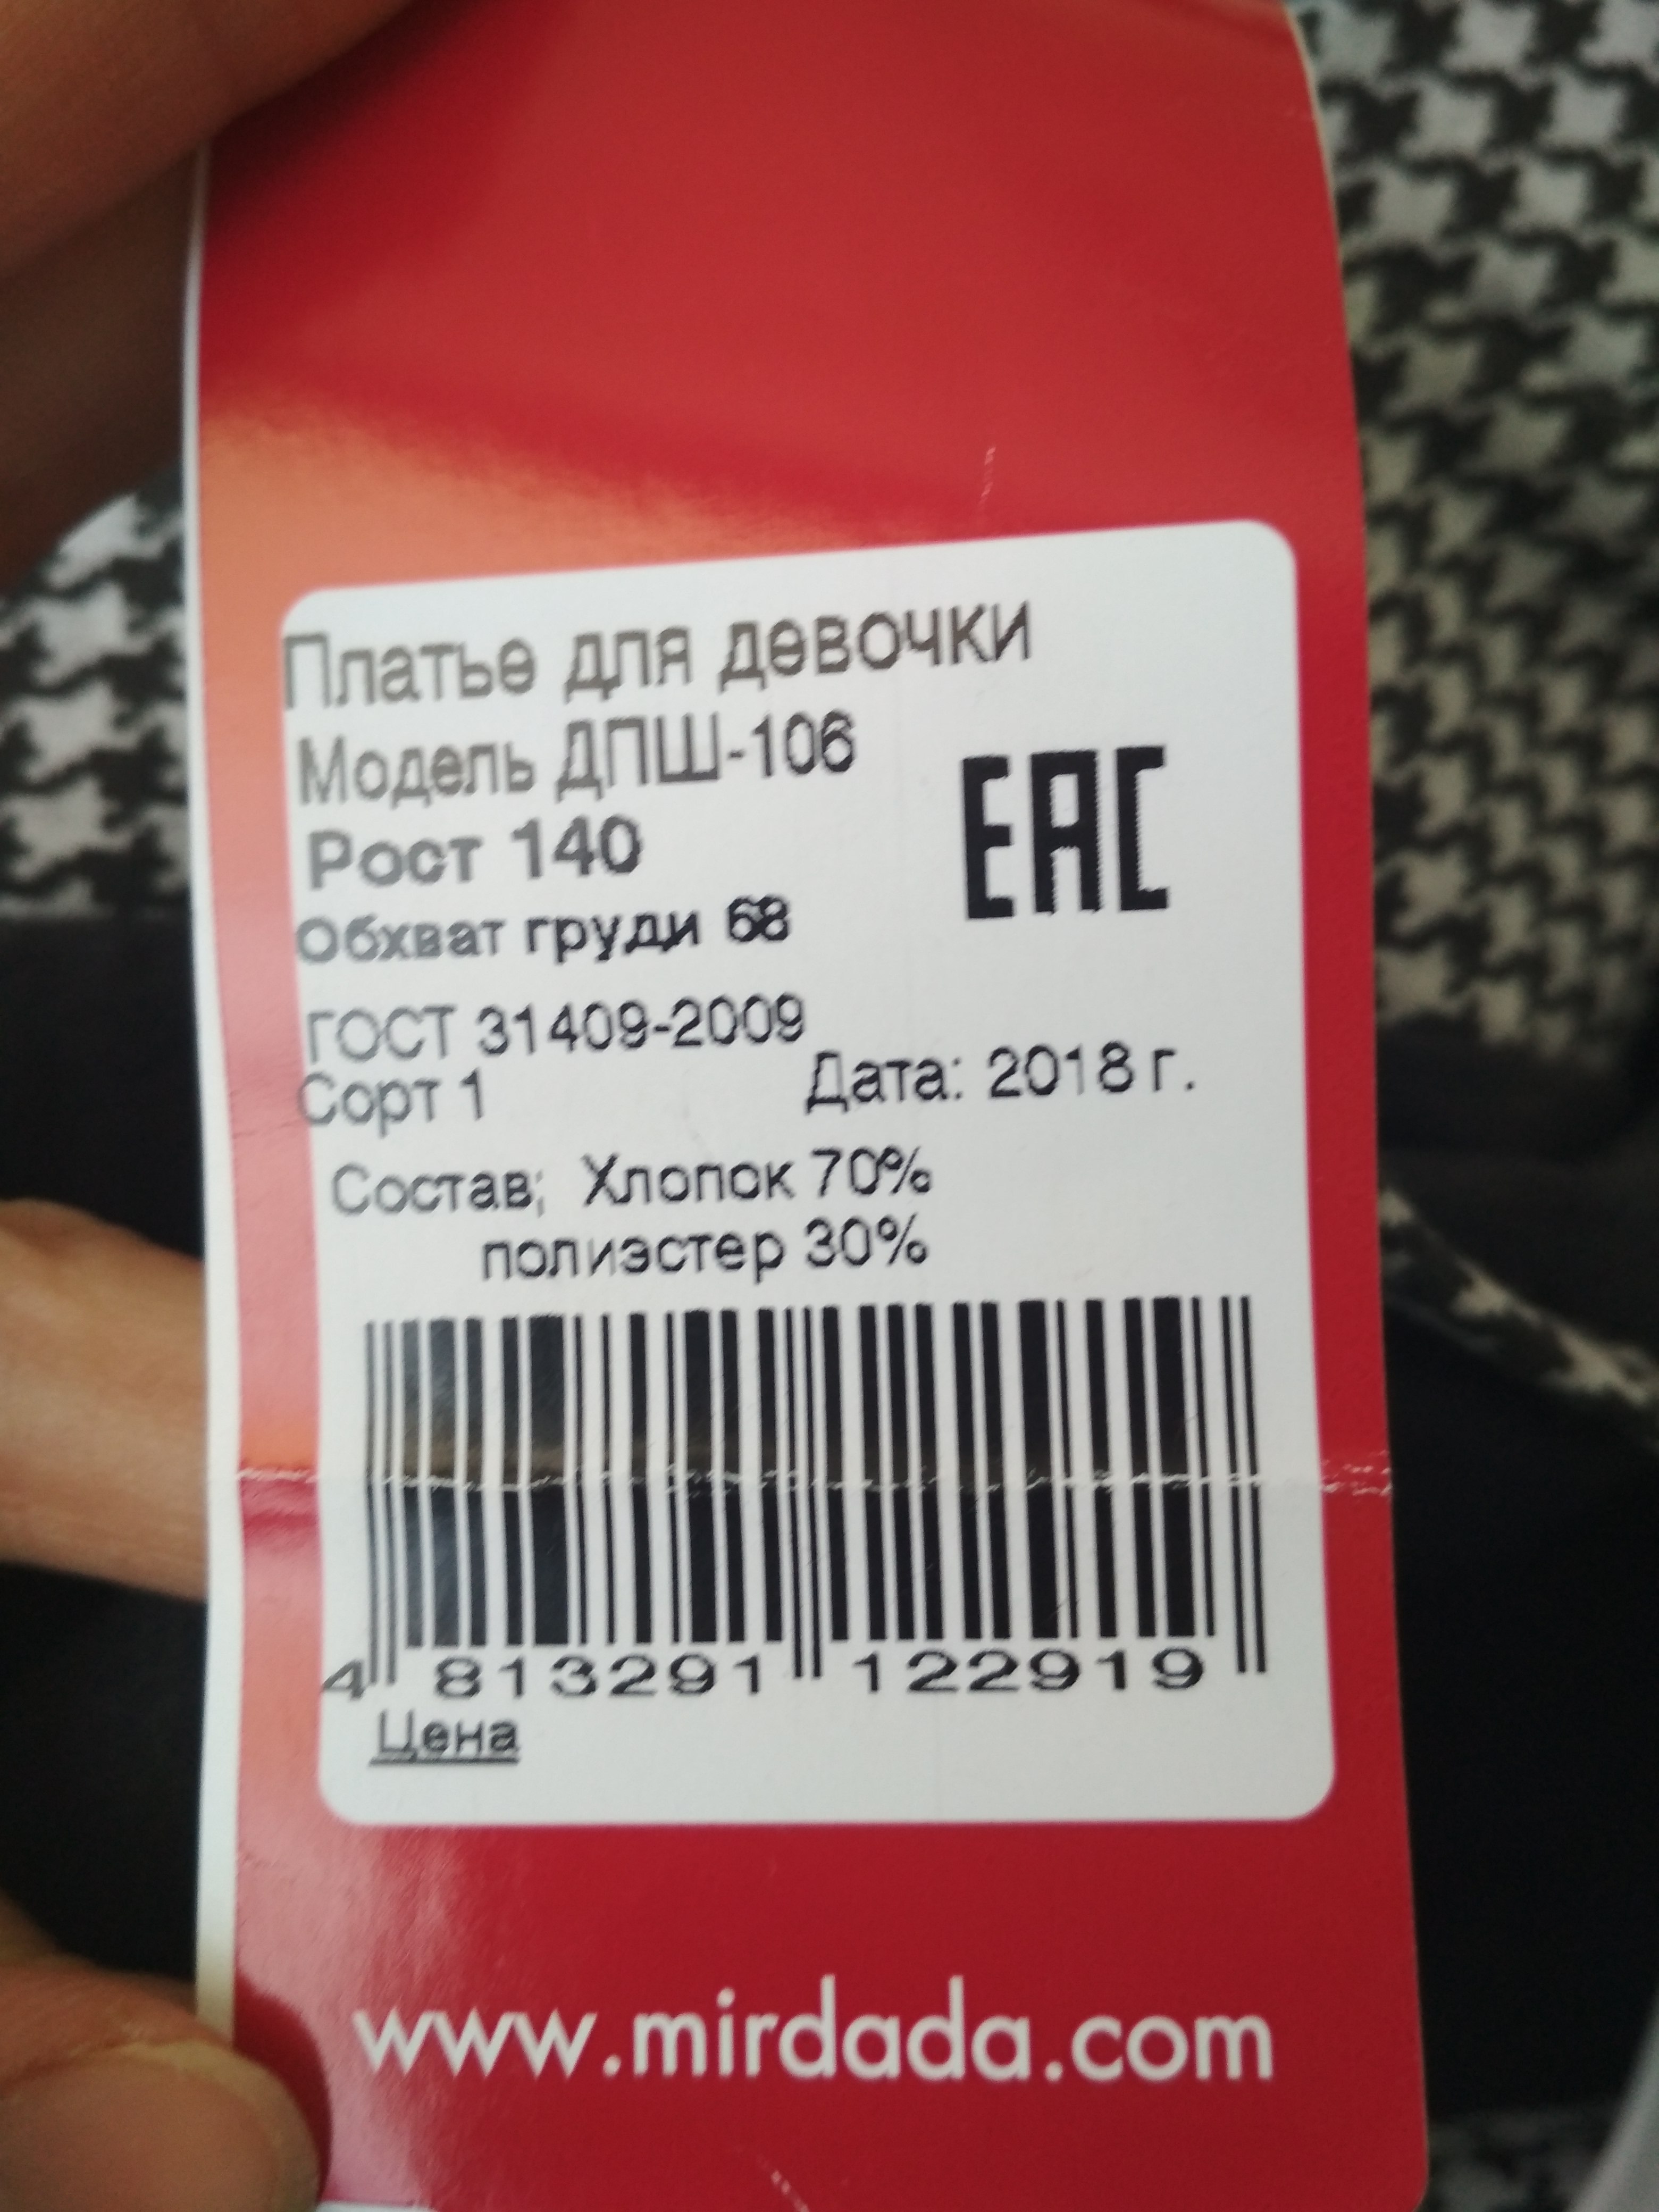 Платье для девочки
Модель ДПШ-106
Рост 140
Обхват груди 68
EAC
ГОСТ 31409-2009
Сорт 1
Дата: 2018 г.
Состав; Хлопок 70%
полиэстер 30%
4 813291 122919
Цена
www.mirdada.com